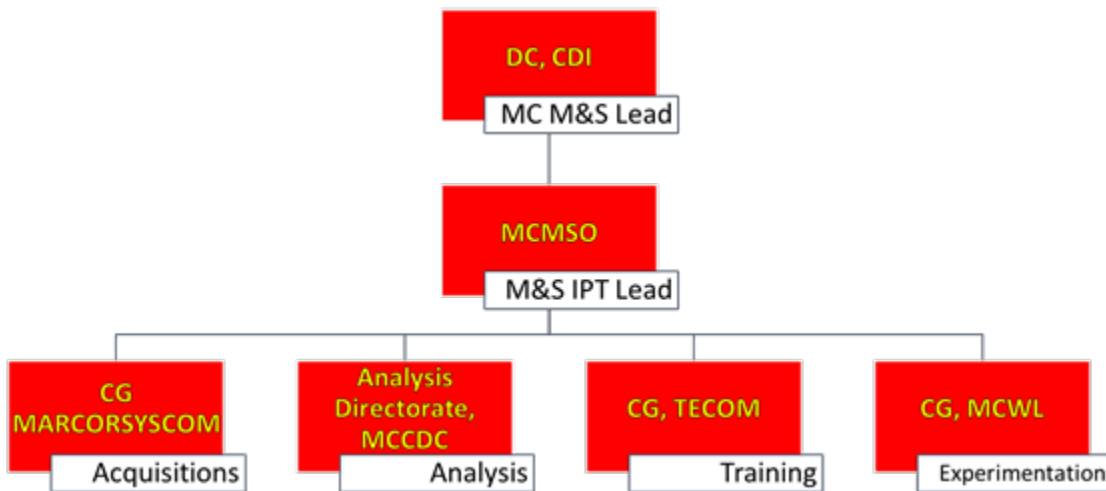 DC, CDI
MC M&S Lead
MCMSO
M&S IPT Lead
CG
MARCORSYSCOM
Acquisitions
Analysis
Directorate,
MCCDC
Analysis
CG, TECOM
Training
CG, MCWL
Experimentation